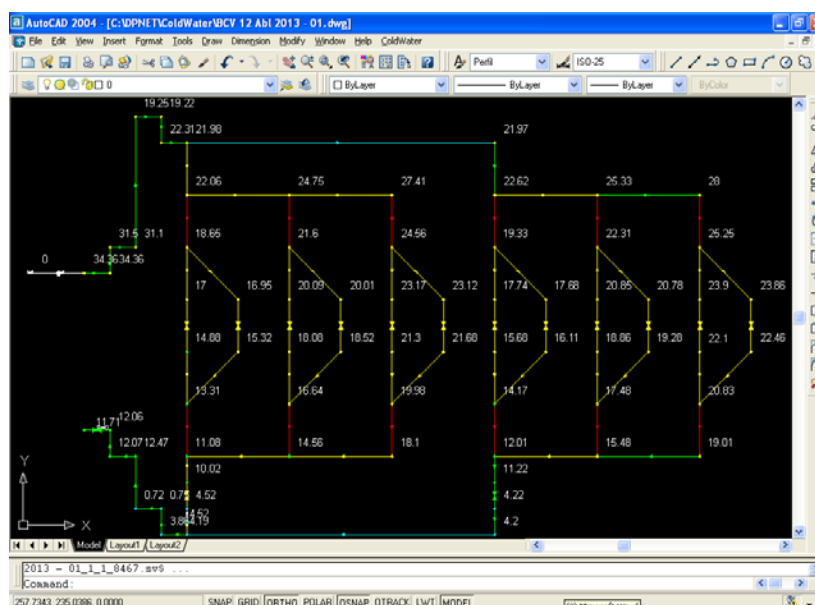 AutoCAD 2004 - [C:\DPNET\ColdWater\BCV 12 Abl 2013 - 01.dwg]
File Edit View Insert Format Tools Draw Dimension Modify Window Help ColdWater
Perfil ISO-25
0 ByLayer ByLayer ByLayer ByColor
19.25 19.22
22.31 21.98 21.97
22.06 24.75 27.41 22.62 25.33 28
31.5 31.1 18.65 21.6 24.56 19.33 22.31 25.25
0 34.36 34.36
17 16.95 20.09 20.01 23.17 23.12 17.74 17.68 20.85 20.78 23.9 23.86
14.88 15.32 18.08 18.52 21.3 21.68 15.68 16.11 18.86 19.28 22.1 22.46
13.31 16.64 19.98 14.17 17.48 20.83
11.71 12.06
12.07 12.47 11.08 14.56 18.1 12.01 15.48 19.01
Y 10.02 11.22
0.72 4.52 4.22
4.52
X 4.19 4.2
Model Layout1 Layout2
2013 - 01_1_1_8467.sv$ ...
Command:
257.7343, 235.0386, 0.0000 SNAP GRID ORTHO POLAR OSNAP OTRACK LWT MODEL